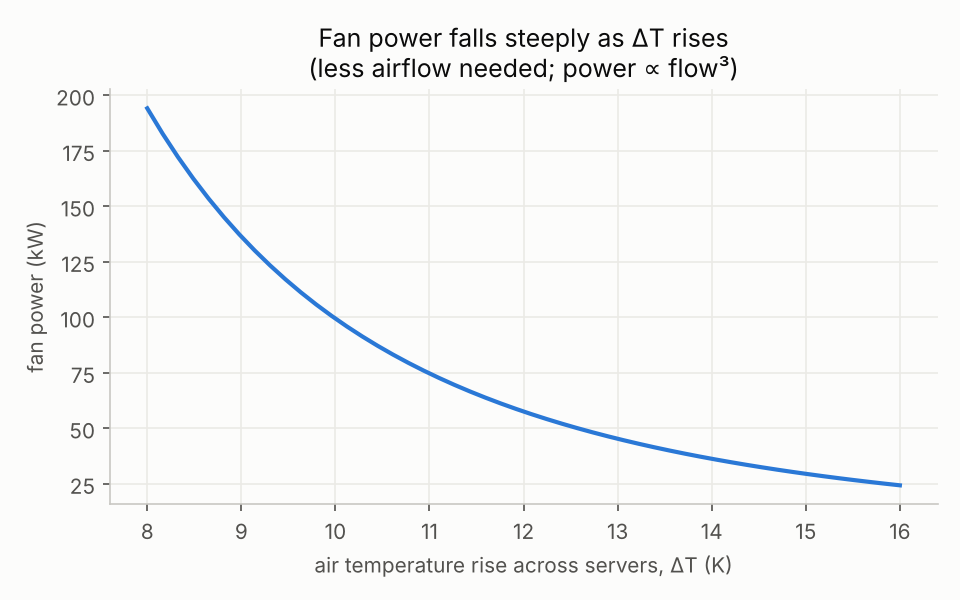 Fan power falls steeply as ΔT rises
(less airflow needed; power ∝ flow³)
fan power (kW)
200
175
150
125
100
75
50
25
8 9 10 11 12 13 14 15 16
air temperature rise across servers, ΔT (K)